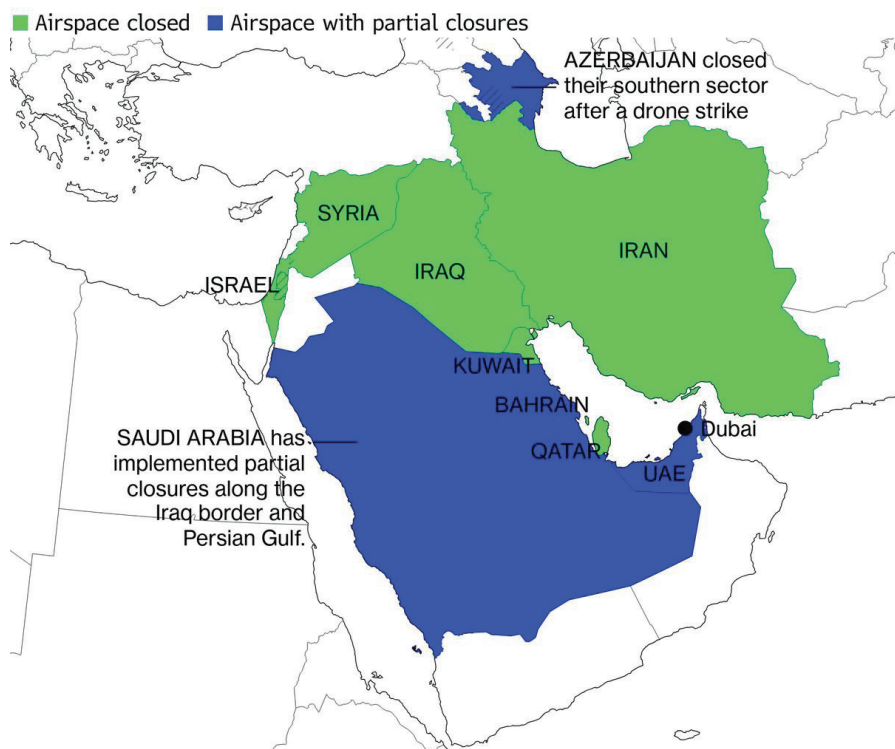 Airspace closed Airspace with partial closures
AZERBAIJAN closed
their southern sector
after a drone strike
SYRIA
IRAN
IRAQ
ISRAEL
KUWAIT
BAHRAIN
Dubai
QATAR
UAE
SAUDI ARABIA has
implemented partial
closures along the
Iraq border and
Persian Gulf.